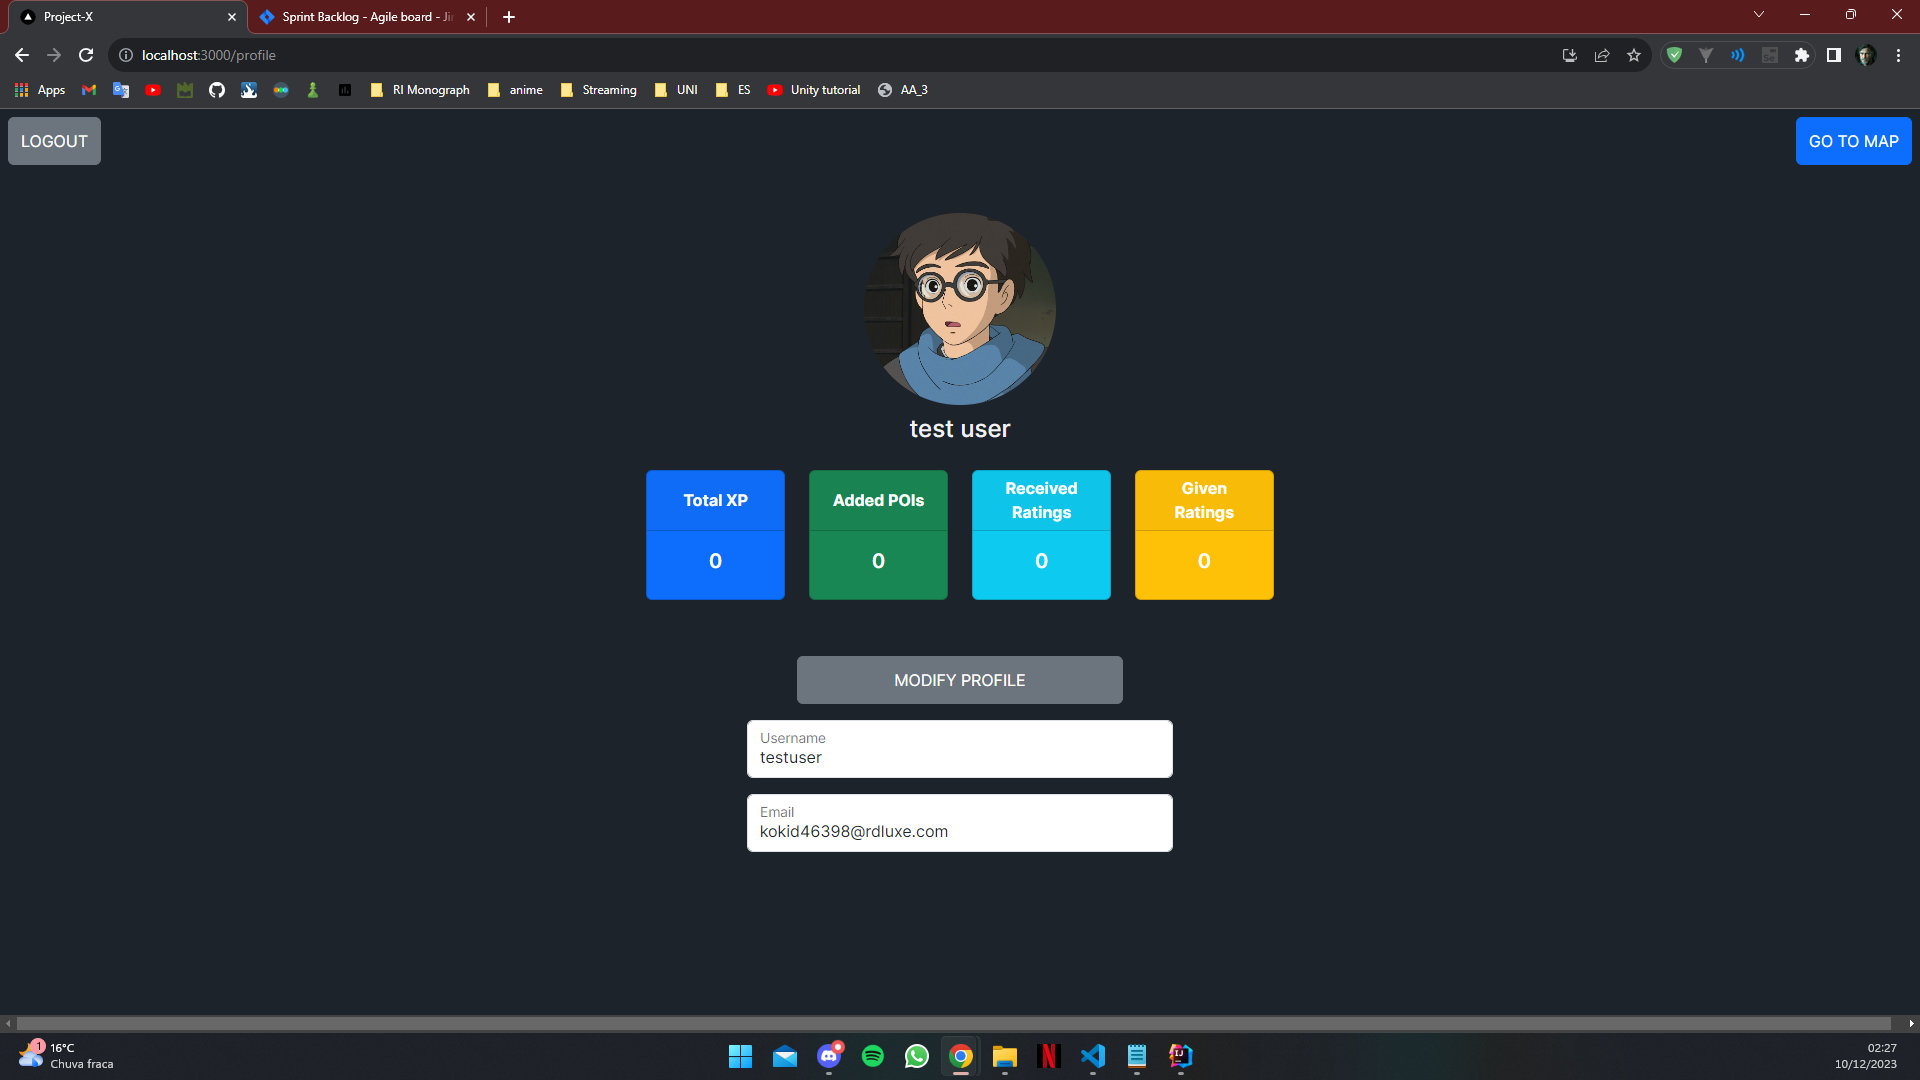 Project-X
Sprint Backlog - Agile board - Ji
localhost:3000/profile
Apps
RI Monograph
anime
Streaming
UNI
ES
Unity tutorial
AA_3
LOGOUT
GO TO MAP
test user
Total XP
0
Added POIs
0
Received
Ratings
0
Given
Ratings
0
MODIFY PROFILE
Username
testuser
Email
kokid46398@rdluxe.com
1
16°C
Chuva fraca
02:27
10/12/2023